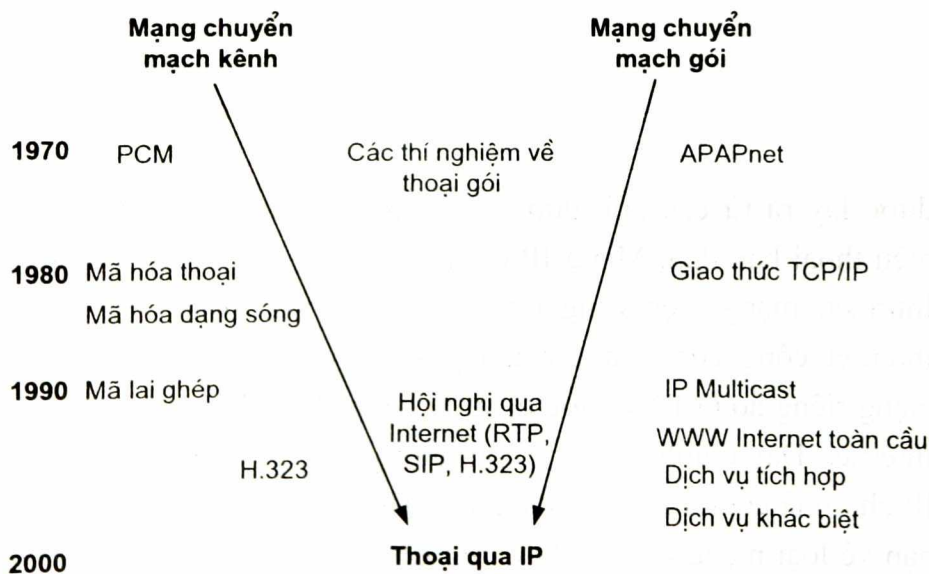 Mạng chuyển
mạch kênh
Mạng chuyển
mạch gói
1970 PCM Các thí nghiệm về
thoại gói
APAPnet
1980 Mã hóa thoại Giao thức TCP/IP
Mã hóa dạng sóng
1990 Mã lai ghép IP Multicast
Hội nghị qua
Internet (RTP,
SIP, H.323)
WWW Internet toàn cầu
H.323
Dịch vụ tích hợp
Dịch vụ khác biệt
2000 Thoại qua IP